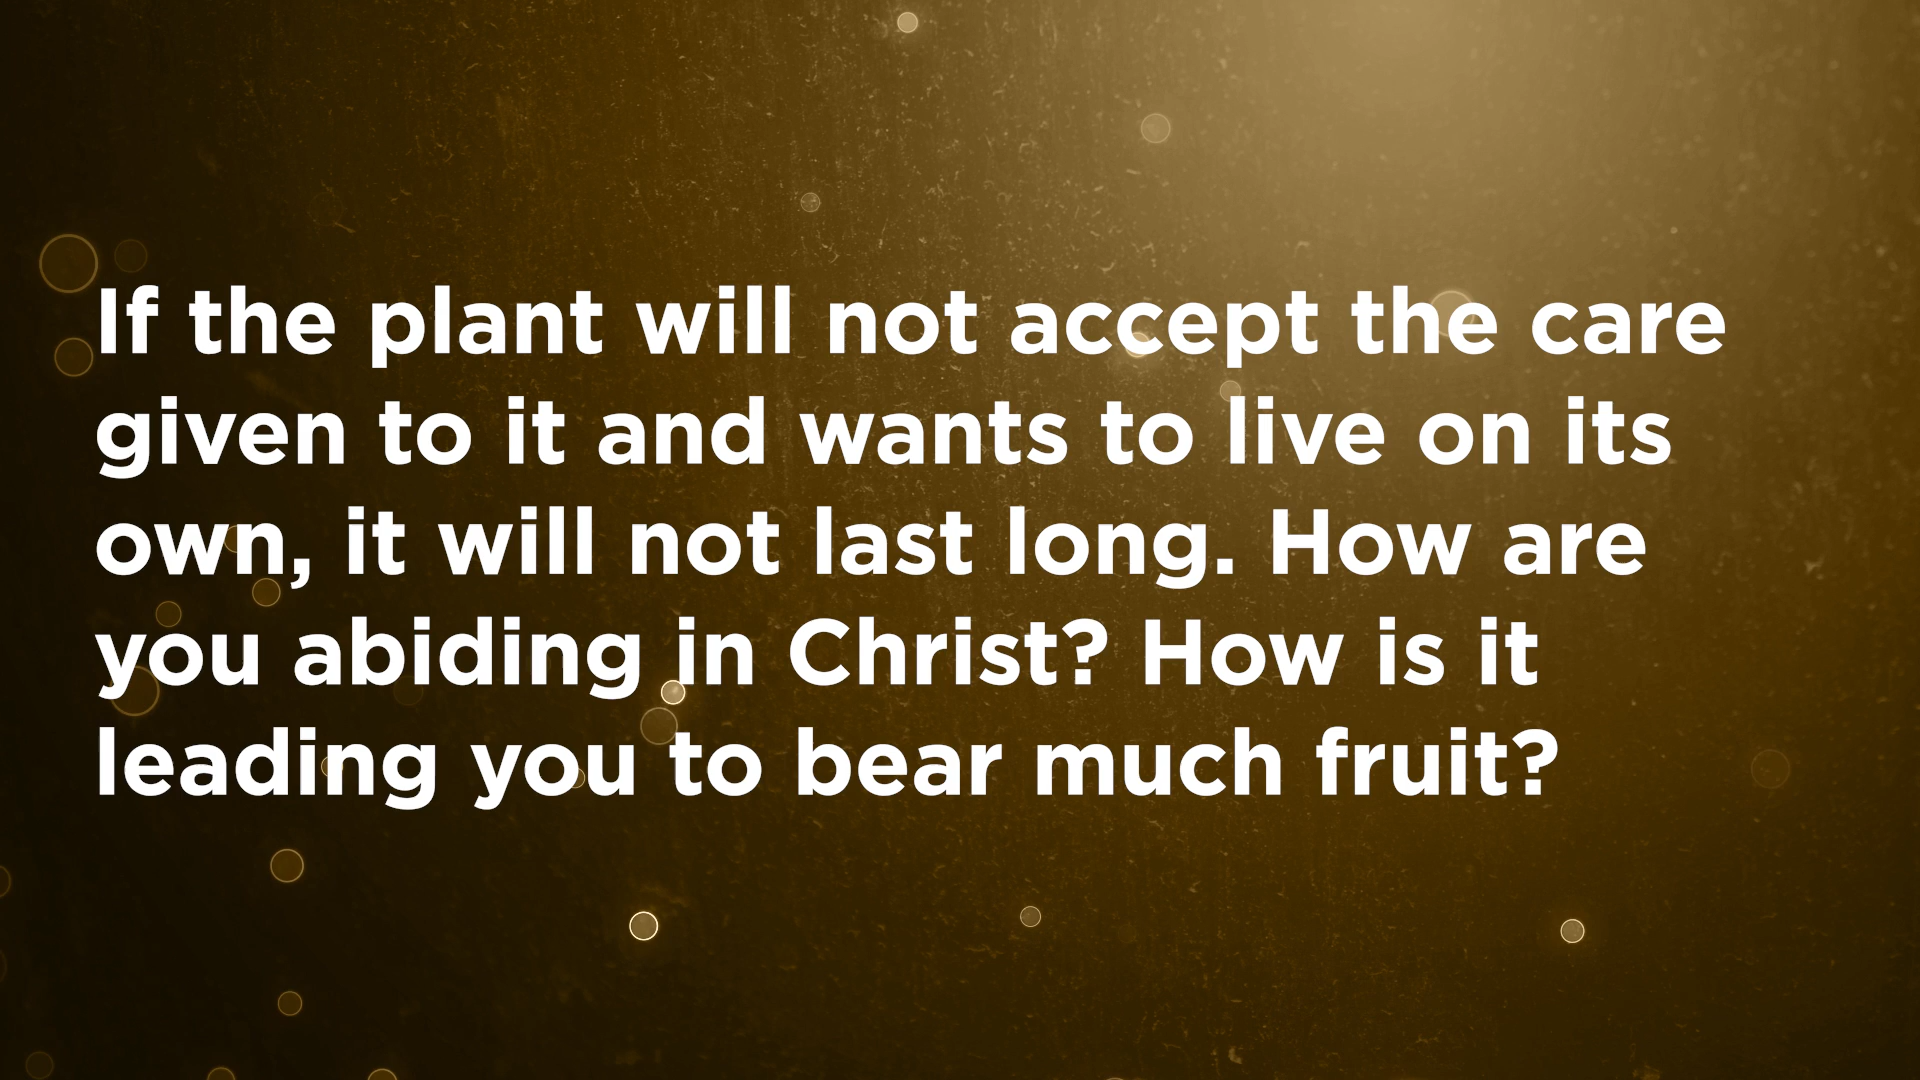 If the plant will not accept the care
given to it and wants to live on its
own, it will not last long. How are
you abiding in Christ? How is it
leading you to bear much fruit?